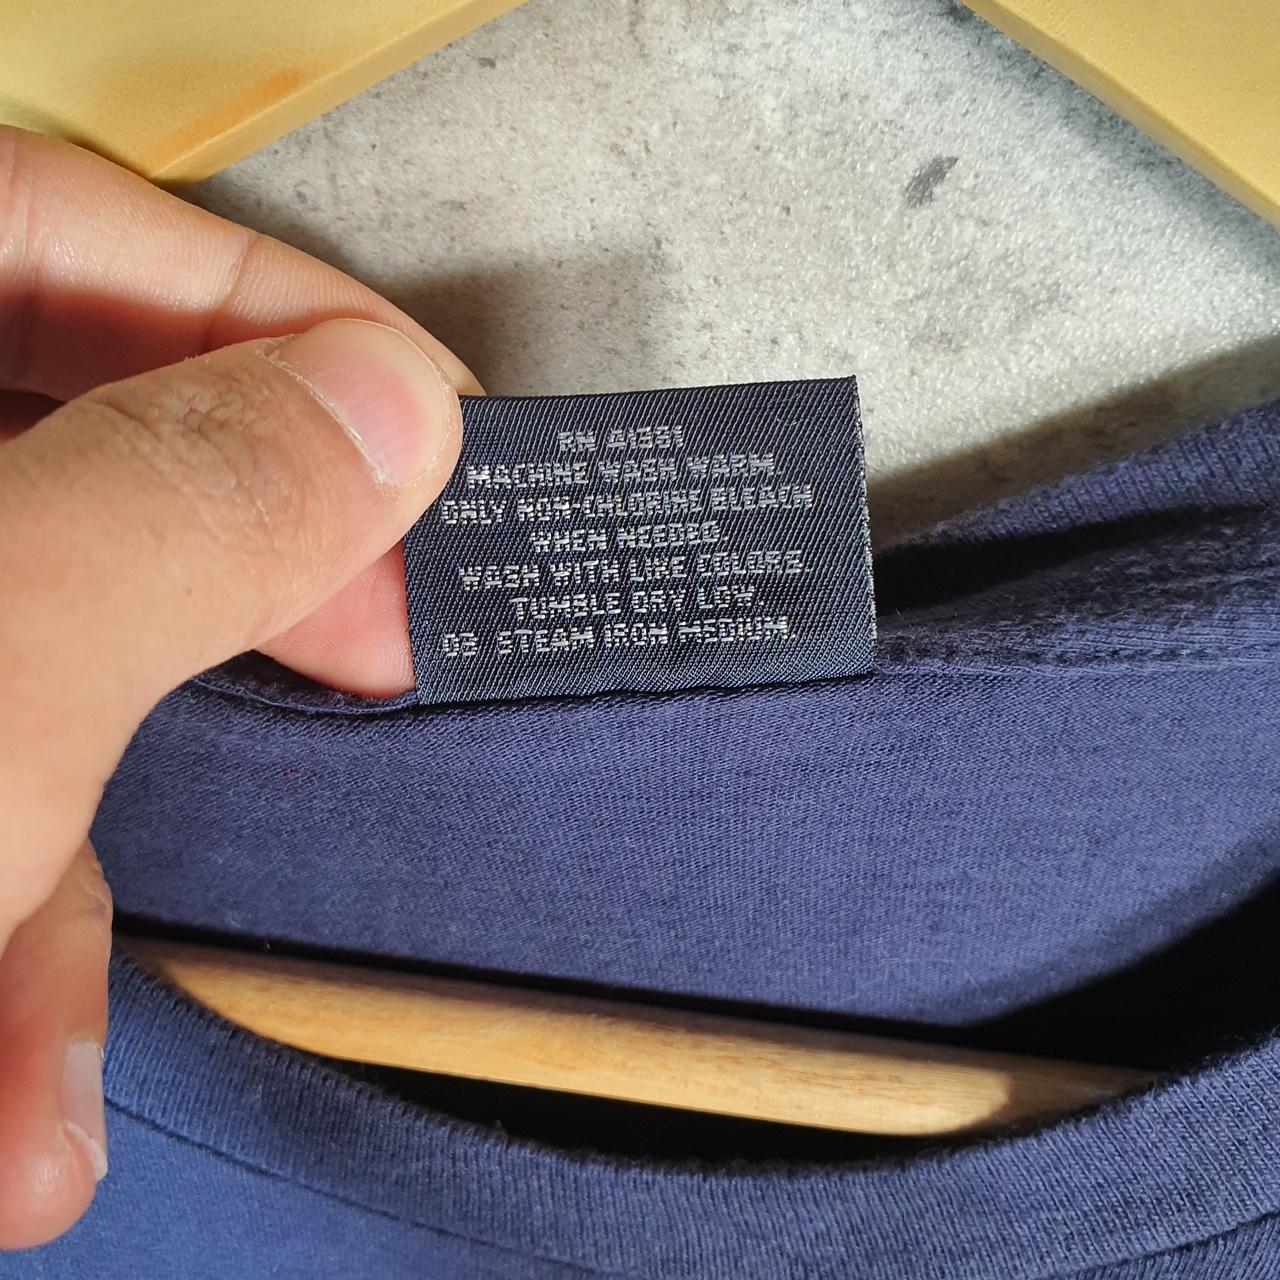 RN 41381
MACHINE WASH WARM
ONLY NON-CHLORINE BLEACH
WHEN NEEDED.
WASH WITH LIKE COLORS
TUMBLE DRY LOW.
STEAM IRON MEDIUM.